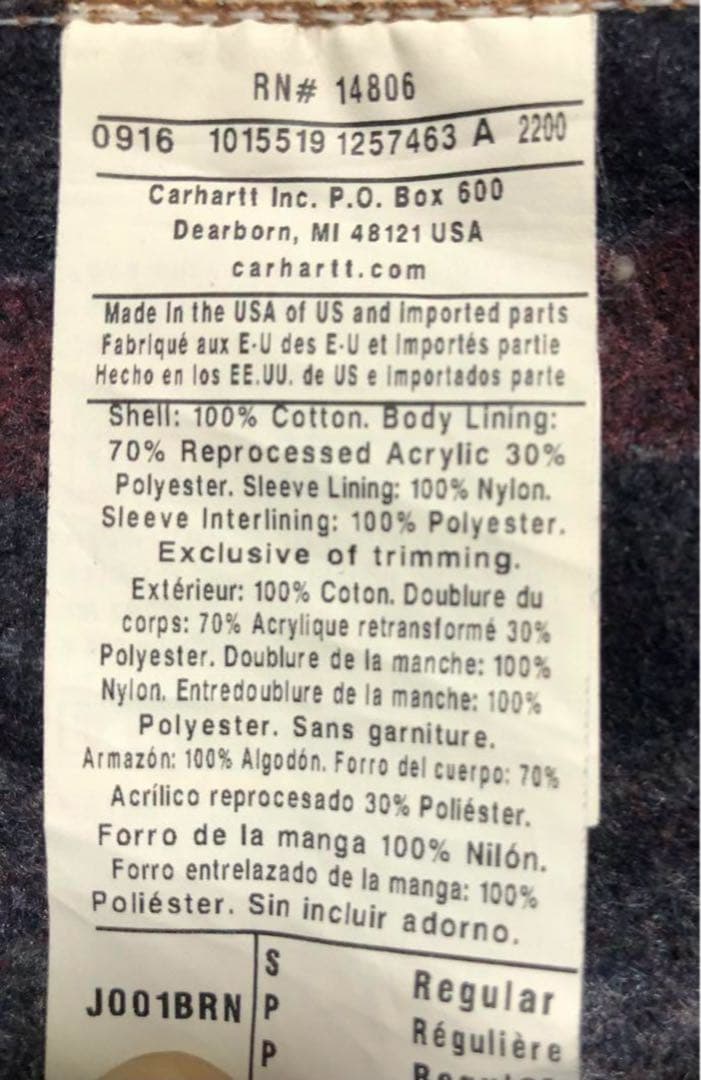 RN# 14806
0916 1015519 1257463 A 2200
Carhartt Inc. P.O. Box 600
Dearborn, MI 48121 USA
carhartt.com
Made In the USA of US and imported parts
Fabriqué aux E-U des E-U et importés partie
Hecho en los EE.UU. de US e importados parte
Shell: 100% Cotton. Body Lining:
70% Reprocessed Acrylic 30%
Polyester. Sleeve Lining: 100% Nylon.
Sleeve Interlining: 100% Polyester.
Exclusive of trimming.
Extérieur: 100% Coton. Doublure du
corps: 70% Acrylique retransformé 30%
Polyester. Doublure de la manche: 100%
Nylon. Entredoublure de la manche: 100%
Polyester. Sans garniture.
Armazón: 100% Algodón. Forro del cuerpo: 70%
Acrílico reprocesado 30% Poliéster.
Forro de la manga 100% Nilón.
Forro entrelazado de la manga: 100%
Poliéster. Sin incluir adorno.
S Regular
J001BRN P Régulière
P